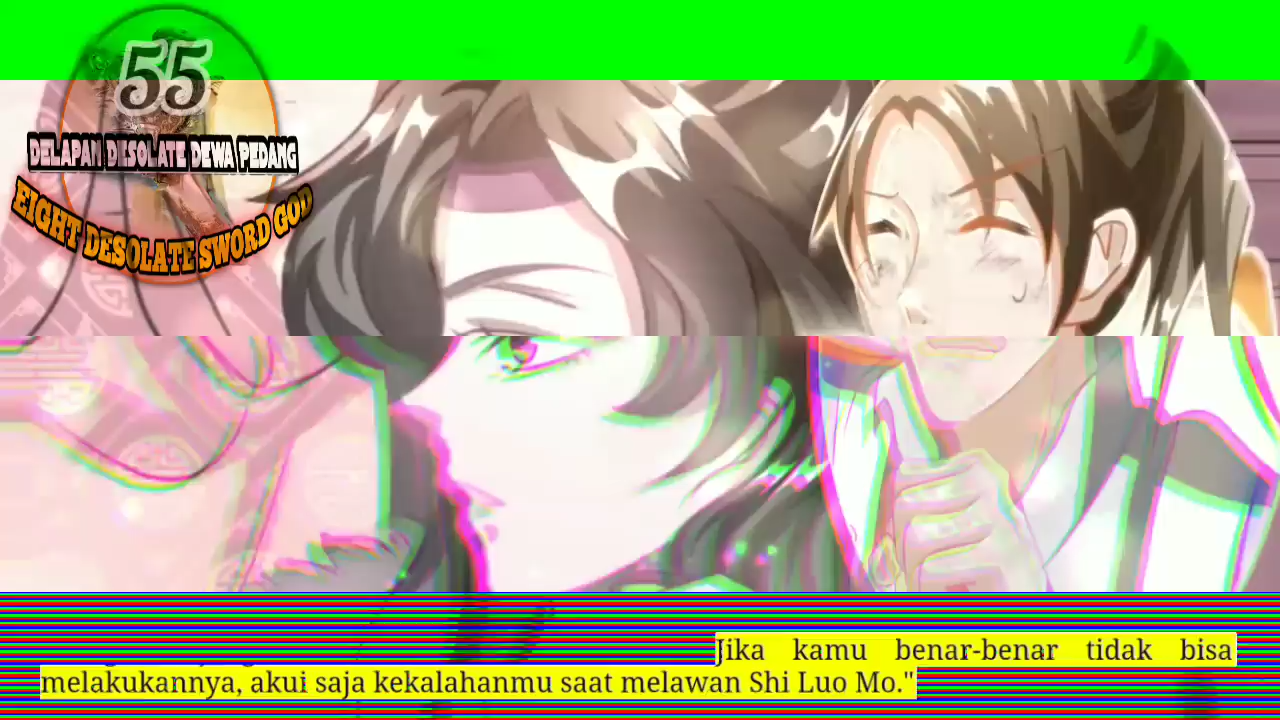 55
DELAPAN DESOLATE DEWA PEDANG
EIGHT DESOLATE SWORD GOD
Jika kamu benar-benar tidak bisa
melakukannya, akui saja kekalahanmu saat melawan Shi Luo Mo."